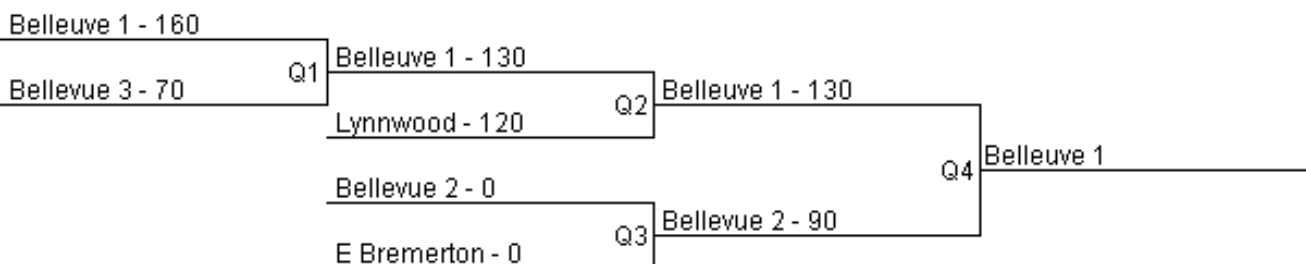 Belleuve 1 - 160
Bellevue 3 - 70
Q1
Belleuve 1 - 130
Lynnwood - 120
Q2
Belleuve 1 - 130
Bellevue 2 - 0
E Bremerton - 0
Q3
Bellevue 2 - 90
Q4
Belleuve 1